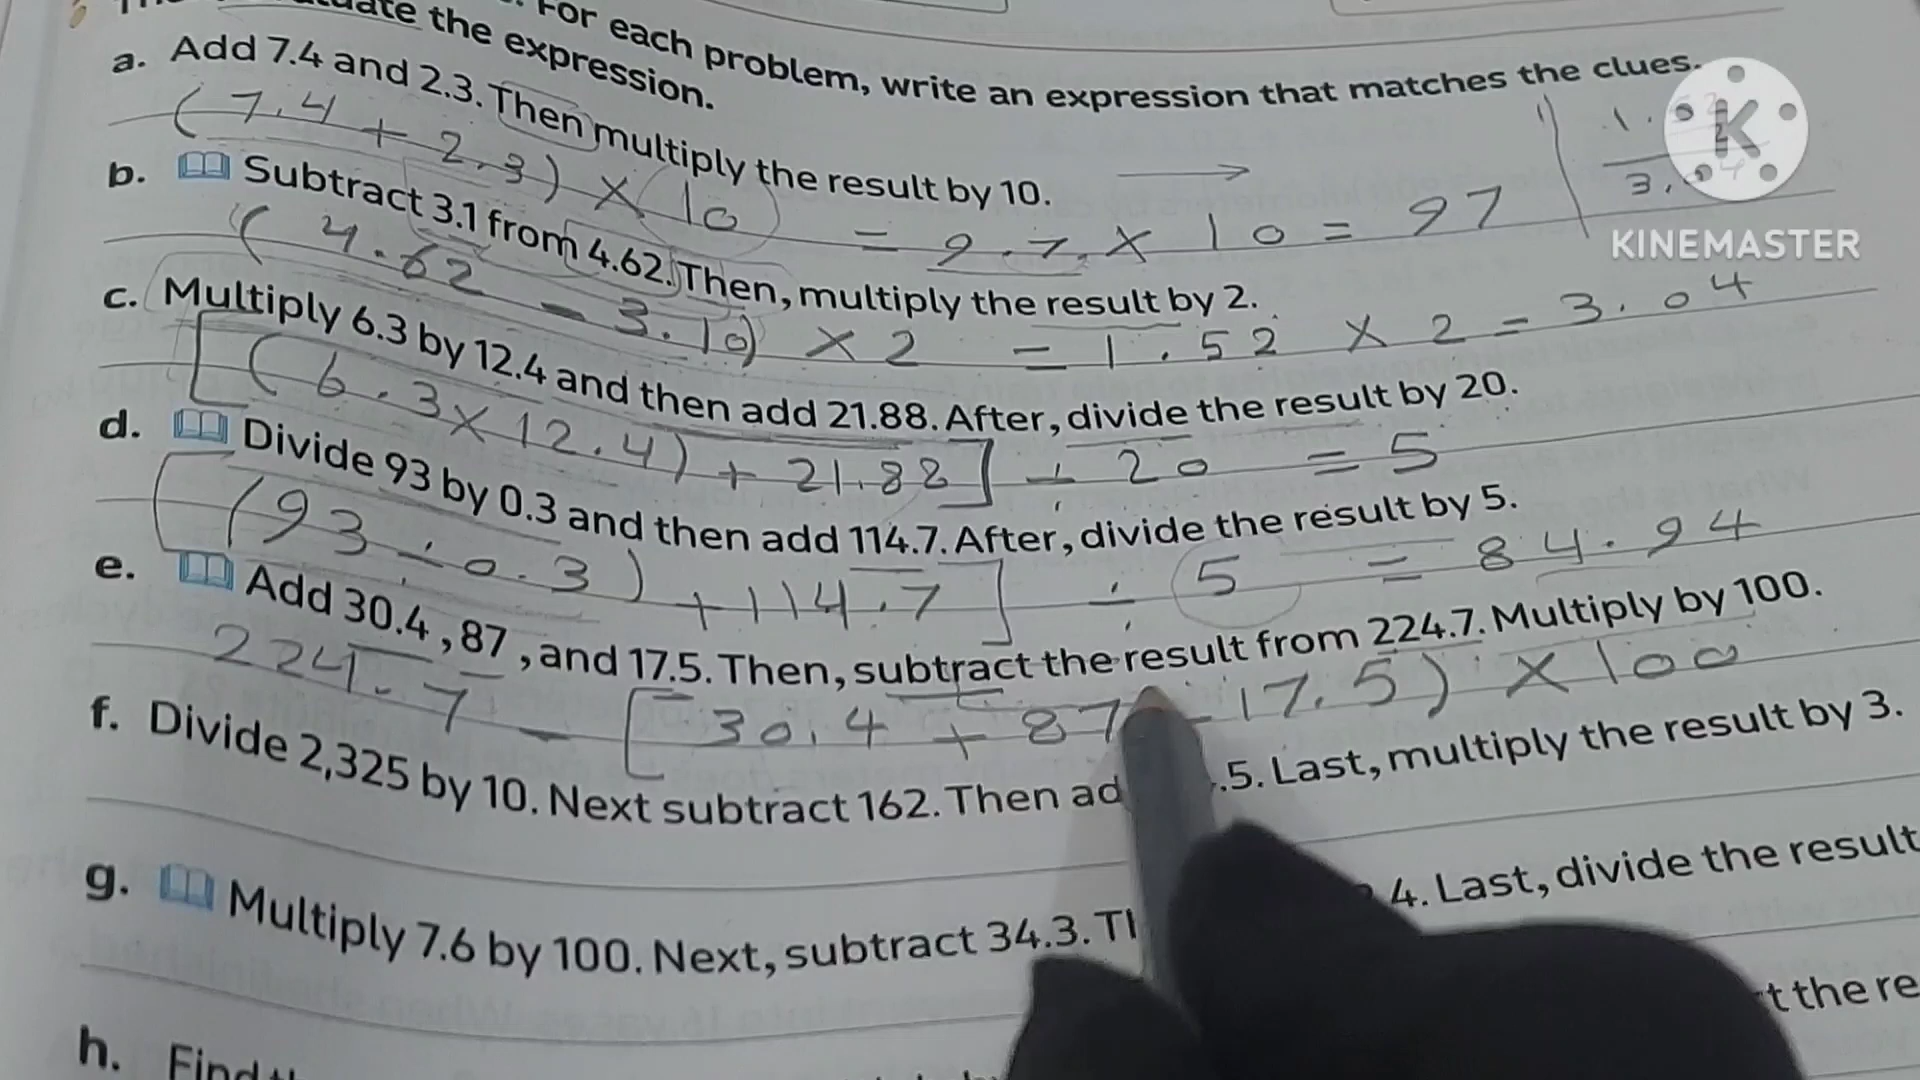 For each problem, write an expression that matches the clues.
the expression.
a. Add 7.4 and 2.3. Then multiply the result by 10.
(7.4 + 2.3) × 10 = 9.7 × 10 = 97
b. Subtract 3.1 from 4.62. Then, multiply the result by 2.
(4.62 - 3.10) × 2 = 1.52 × 2 = 3.04
c. Multiply 6.3 by 12.4 and then add 21.88. After, divide the result by 20.
[(6.3 × 12.4) + 21.88] ÷ 20 = 5
d. Divide 93 by 0.3 and then add 114.7. After, divide the result by 5.
[(93 ÷ 0.3) + 114.7] ÷ 5 = 84.94
e. Add 30.4, 87, and 17.5. Then, subtract the result from 224.7. Multiply by 100.
224.7 - [30.4 + 87 17.5) × 100
f. Divide 2,325 by 10. Next subtract 162. Then .5. Last, multiply the result by 3.
g. Multiply 7.6 by 100. Next, subtract 34.3. 4. Last, divide the result
the
h. Find
K
KINEMASTER